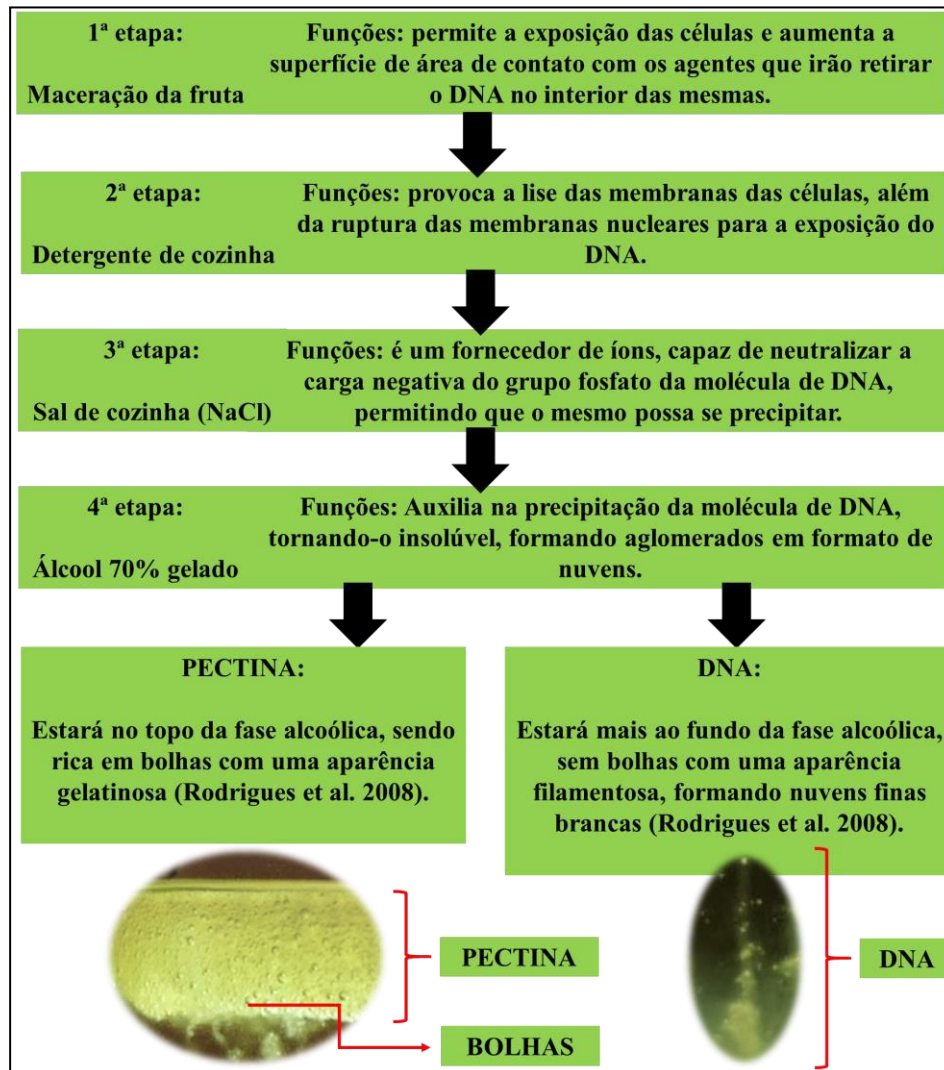 1ª etapa:
Maceração da fruta
Funções: permite a exposição das células e aumenta a
superfície de área de contato com os agentes que irão retirar
o DNA no interior das mesmas.
2ª etapa:
Detergente de cozinha
Funções: provoca a lise das membranas das células, além
da ruptura das membranas nucleares para a exposição do
DNA.
3ª etapa:
Sal de cozinha (NaCl)
Funções: é um fornecedor de íons, capaz de neutralizar a
carga negativa do grupo fosfato da molécula de DNA,
permitindo que o mesmo possa se precipitar.
4ª etapa:
Álcool 70% gelado
Funções: Auxilia na precipitação da molécula de DNA,
tornando-o insolúvel, formando aglomerados em formato de
nuvens.
PECTINA:
Estará no topo da fase alcoólica, sendo
rica em bolhas com uma aparência
gelatinosa (Rodrigues et al. 2008).
DNA:
Estará mais ao fundo da fase alcoólica,
sem bolhas com uma aparência
filamentosa, formando nuvens finas
brancas (Rodrigues et al. 2008).
PECTINA
BOLHAS
DNA